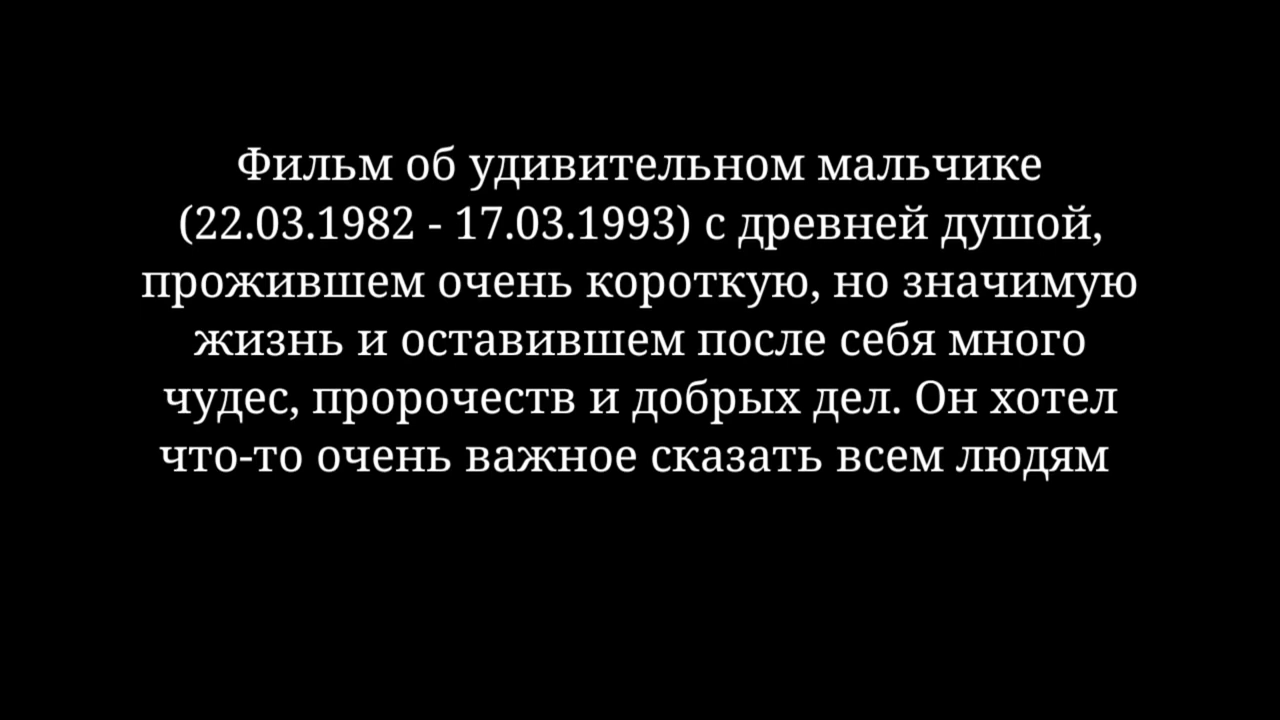 Фильм об удивительном мальчике
(22.03.1982 - 17.03.1993) с древней душой,
прожившем очень короткую, но значимую
жизнь и оставившем после себя много
чудес, пророчеств и добрых дел. Он хотел
что-то очень важное сказать всем людям